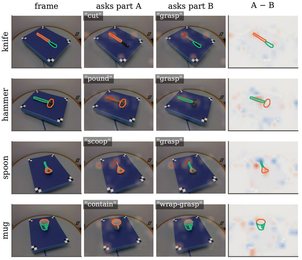 frame
asks part A
asks part B
A − B
knife
"cut"
"grasp"
hammer
"pound"
"grasp"
spoon
"scoop"
"grasp"
mug
"contain"
"wrap-grasp"